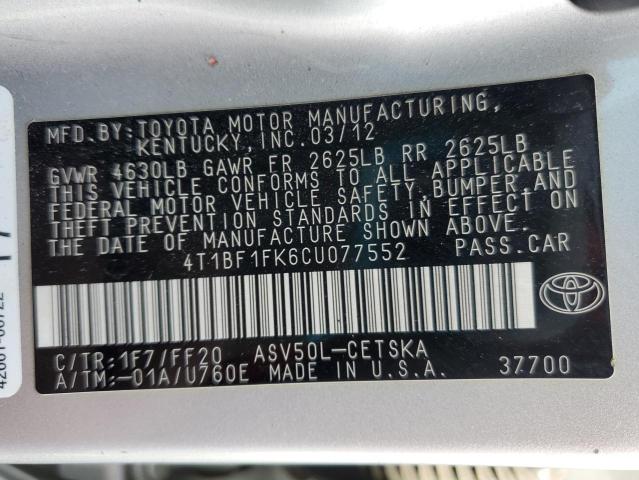 MFD. BY: TOYOTA MOTOR MANUFACTURING,
KENTUCKY, INC. 03/12
GVWR 4630LB GAWR FR 2625LB RR 2625LB
THIS VEHICLE CONFORMS TO ALL APPLICABLE
FEDERAL MOTOR VEHICLE SAFETY, BUMPER, AND
THEFT PREVENTION STANDARDS IN EFFECT ON
THE DATE OF MANUFACTURE SHOWN ABOVE.
4T1BF1FK6CU077552 PASS. CAR
C/TR: 1F7/FF20 ASV50L-CETSKA
A/TM: -01A/U760E MADE IN U.S.A. 37700